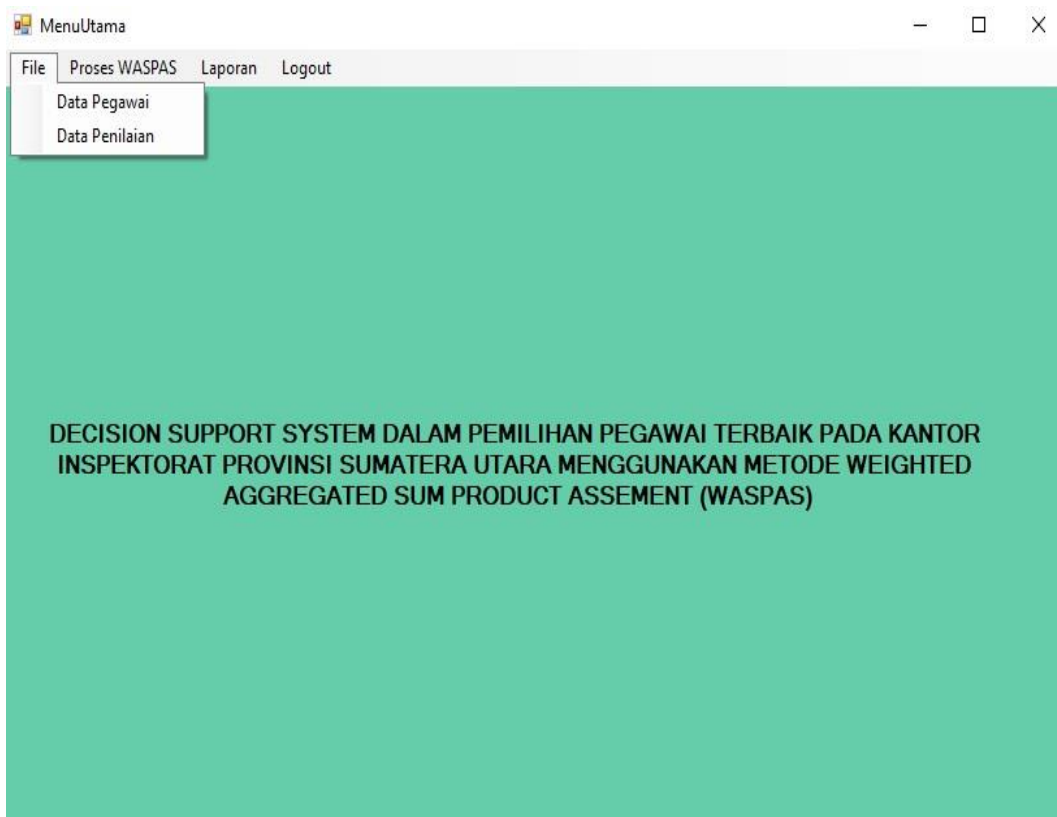 MenuUtama
File Proses WASPAS Laporan Logout
Data Pegawai
Data Penilaian
DECISION SUPPORT SYSTEM DALAM PEMILIHAN PEGAWAI TERBAIK PADA KANTOR
INSPEKTORAT PROVINSI SUMATERA UTARA MENGGUNAKAN METODE WEIGHTED
AGGREGATED SUM PRODUCT ASSEMENT (WASPAS)